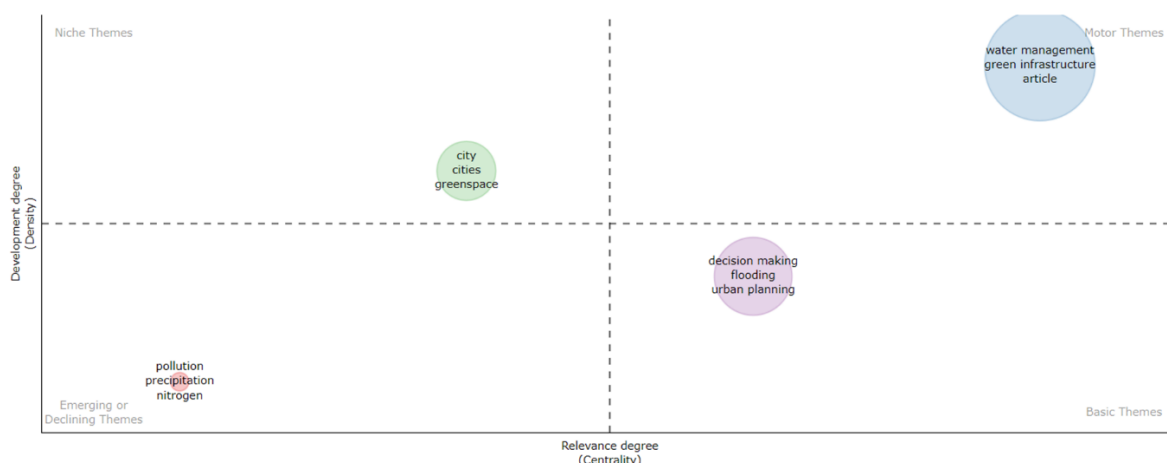 Niche Themes
Motor Themes
water management
green infrastructure
article
city
cities
greenspace
Development degree
(Density)
decision making
flooding
urban planning
pollution
precipitation
nitrogen
Emerging or
Declining Themes
Basic Themes
Relevance degree
(Centrality)